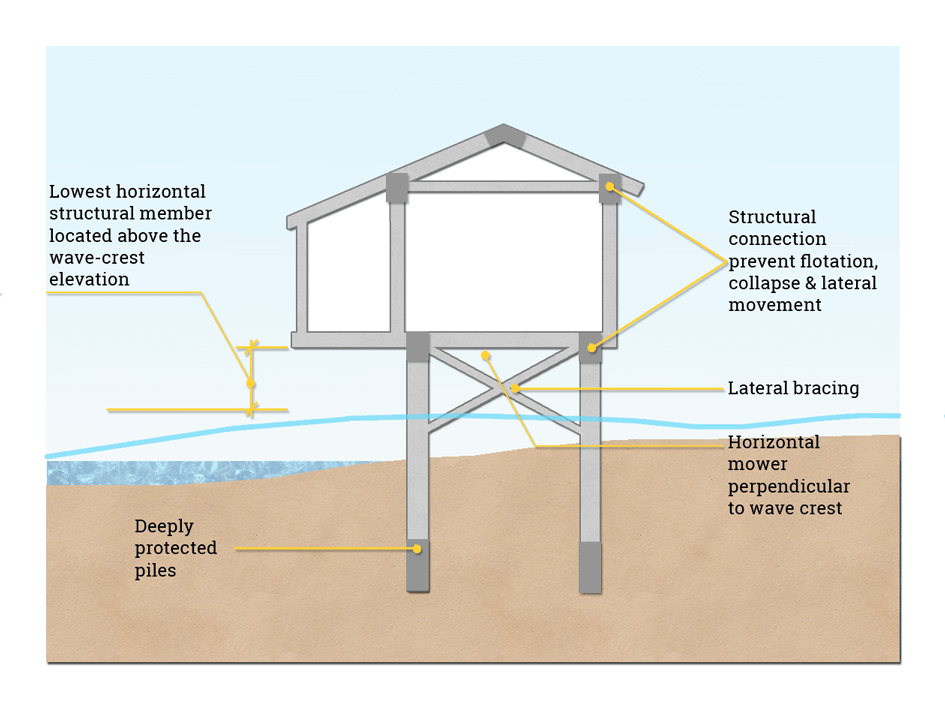 Lowest horizontal
structural member
located above the
wave-crest
elevation
Structural
connection
prevent flotation,
collapse & lateral
movement
Lateral bracing
Horizontal
mower
perpendicular
to wave crest
Deeply
protected
piles